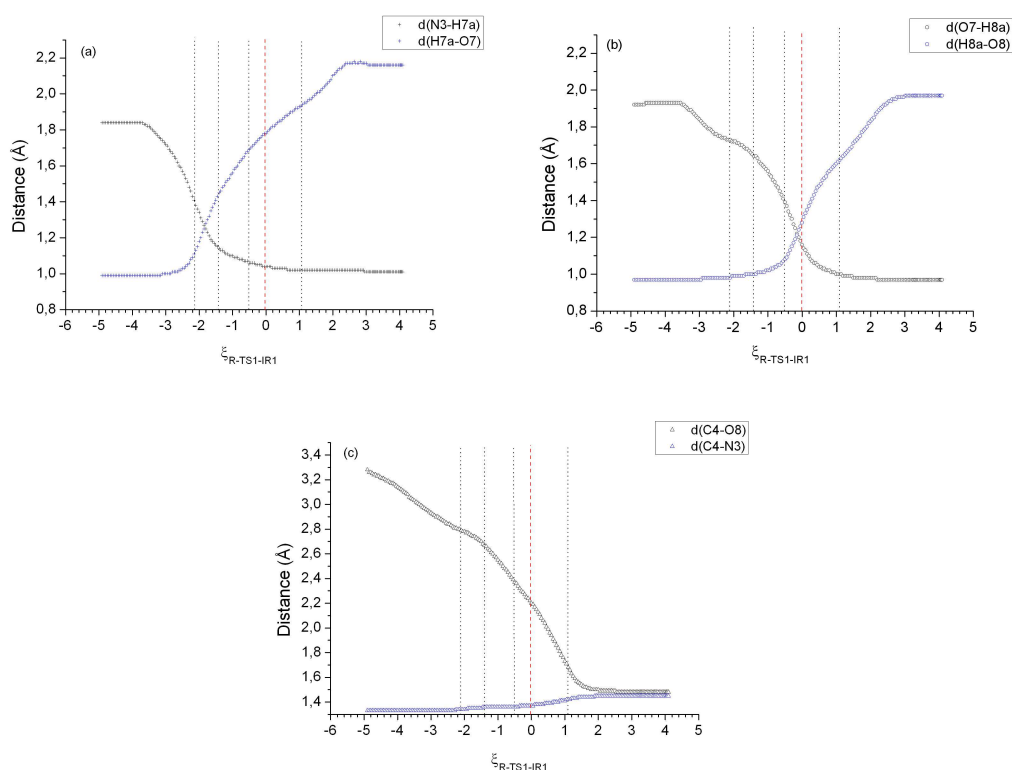 (a)
d(N3-H7a)
d(H7a-O7)
2,2
2,0
1,8
1,6
1,4
1,2
1,0
0,8
Distance (Å)
-6 -5 -4 -3 -2 -1 0 1 2 3 4 5
ξR-TS1-IR1
(b)
d(O7-H8a)
d(H8a-O8)
2,2
2,0
1,8
1,6
1,4
1,2
1,0
0,8
Distance (Å)
-6 -5 -4 -3 -2 -1 0 1 2 3 4 5
ξR-TS1-IR1
(c)
d(C4-O8)
d(C4-N3)
3,4
3,2
3,0
2,8
2,6
2,4
2,2
2,0
1,8
1,6
1,4
Distance (Å)
-6 -5 -4 -3 -2 -1 0 1 2 3 4 5
ξR-TS1-IR1